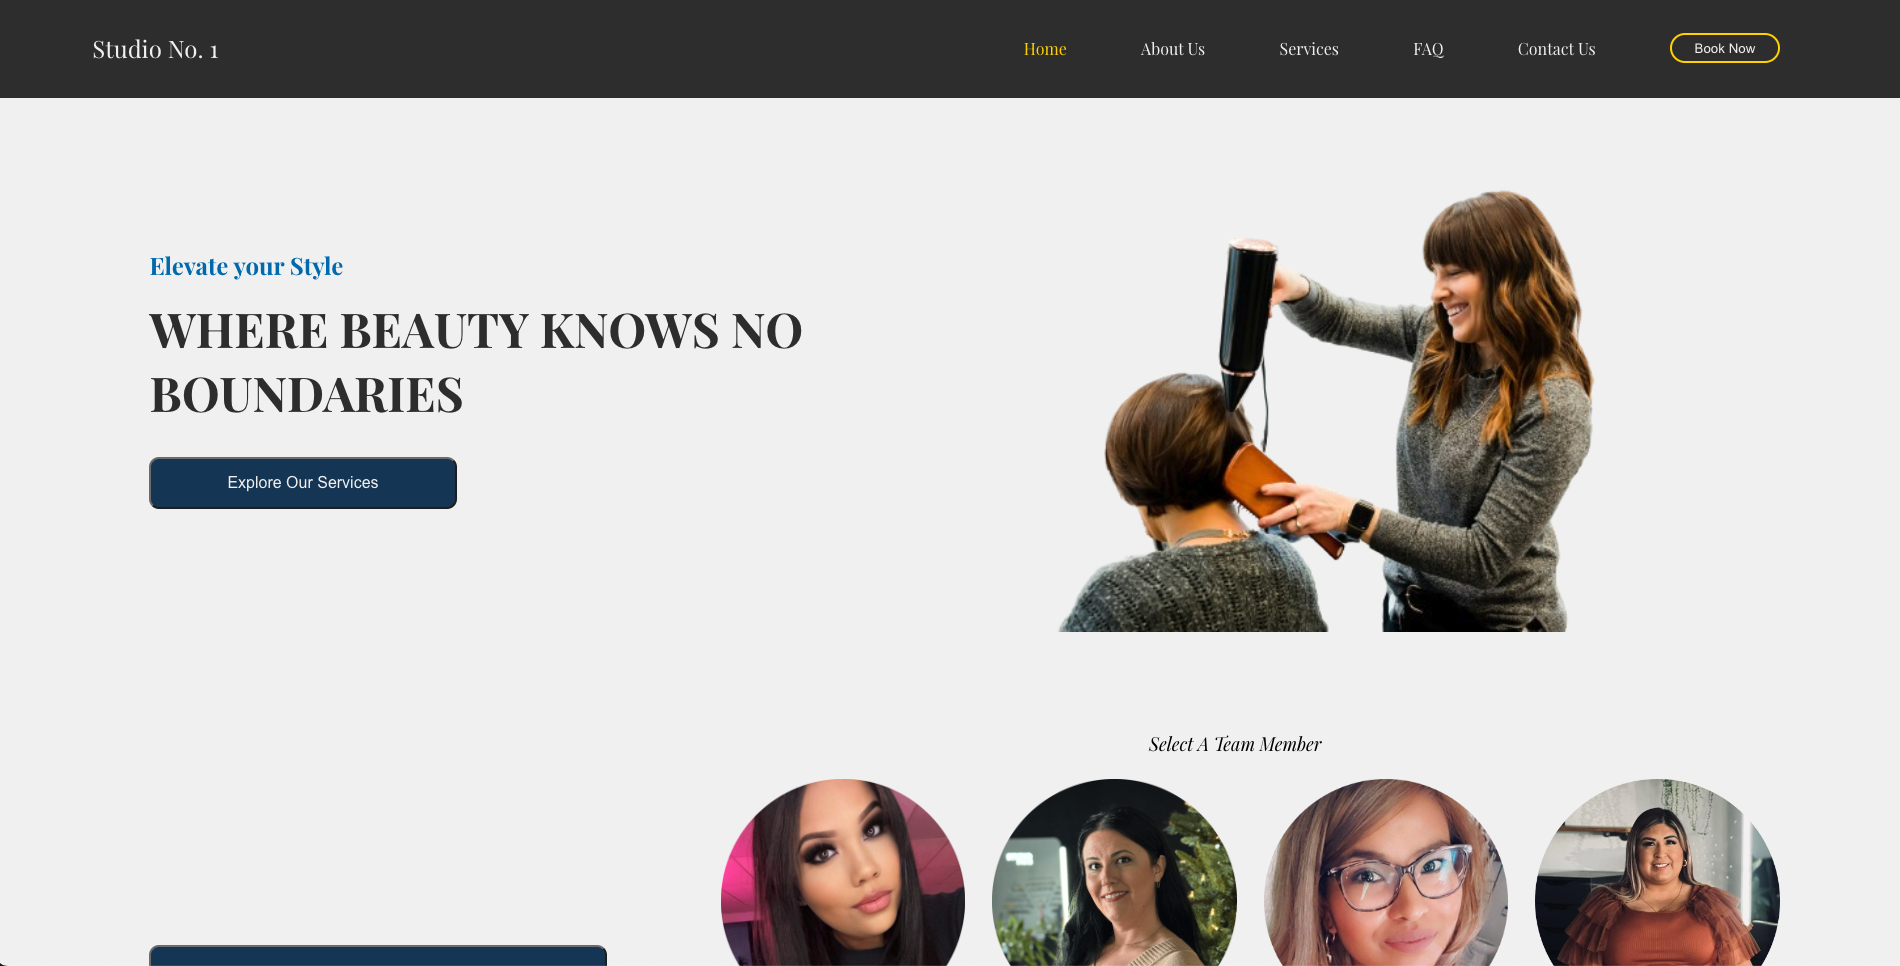 Studio No. 1
Home
About Us
Services
FAQ
Contact Us
Book Now
Elevate your Style
WHERE BEAUTY KNOWS NO
BOUNDARIES
Explore Our Services
Select A Team Member